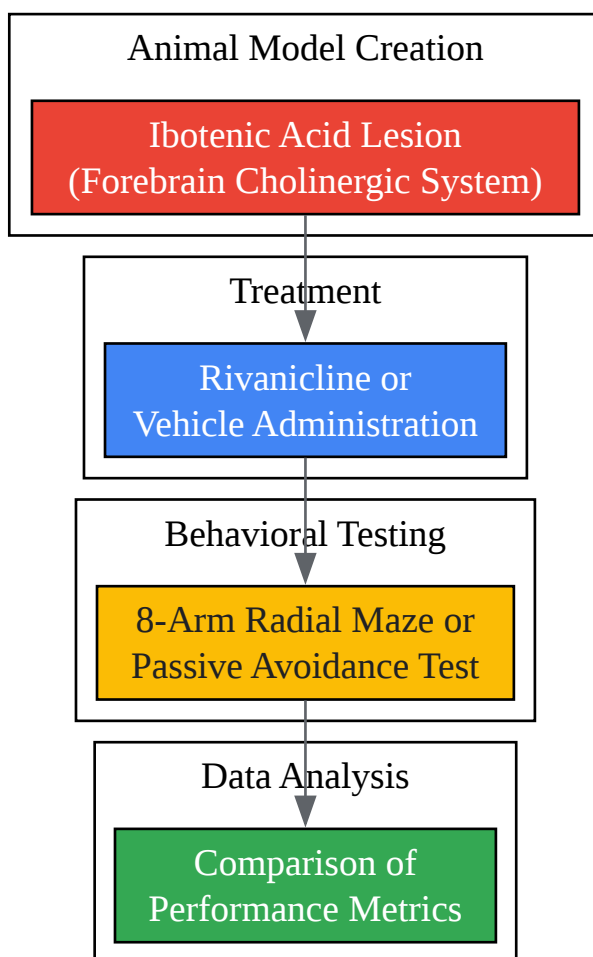 Animal Model Creation
Ibotenic Acid Lesion
(Forebrain Cholinergic System)
Treatment
Rivanicline or
Vehicle Administration
Behavioral Testing
8-Arm Radial Maze or
Passive Avoidance Test
Data Analysis
Comparison of
Performance Metrics